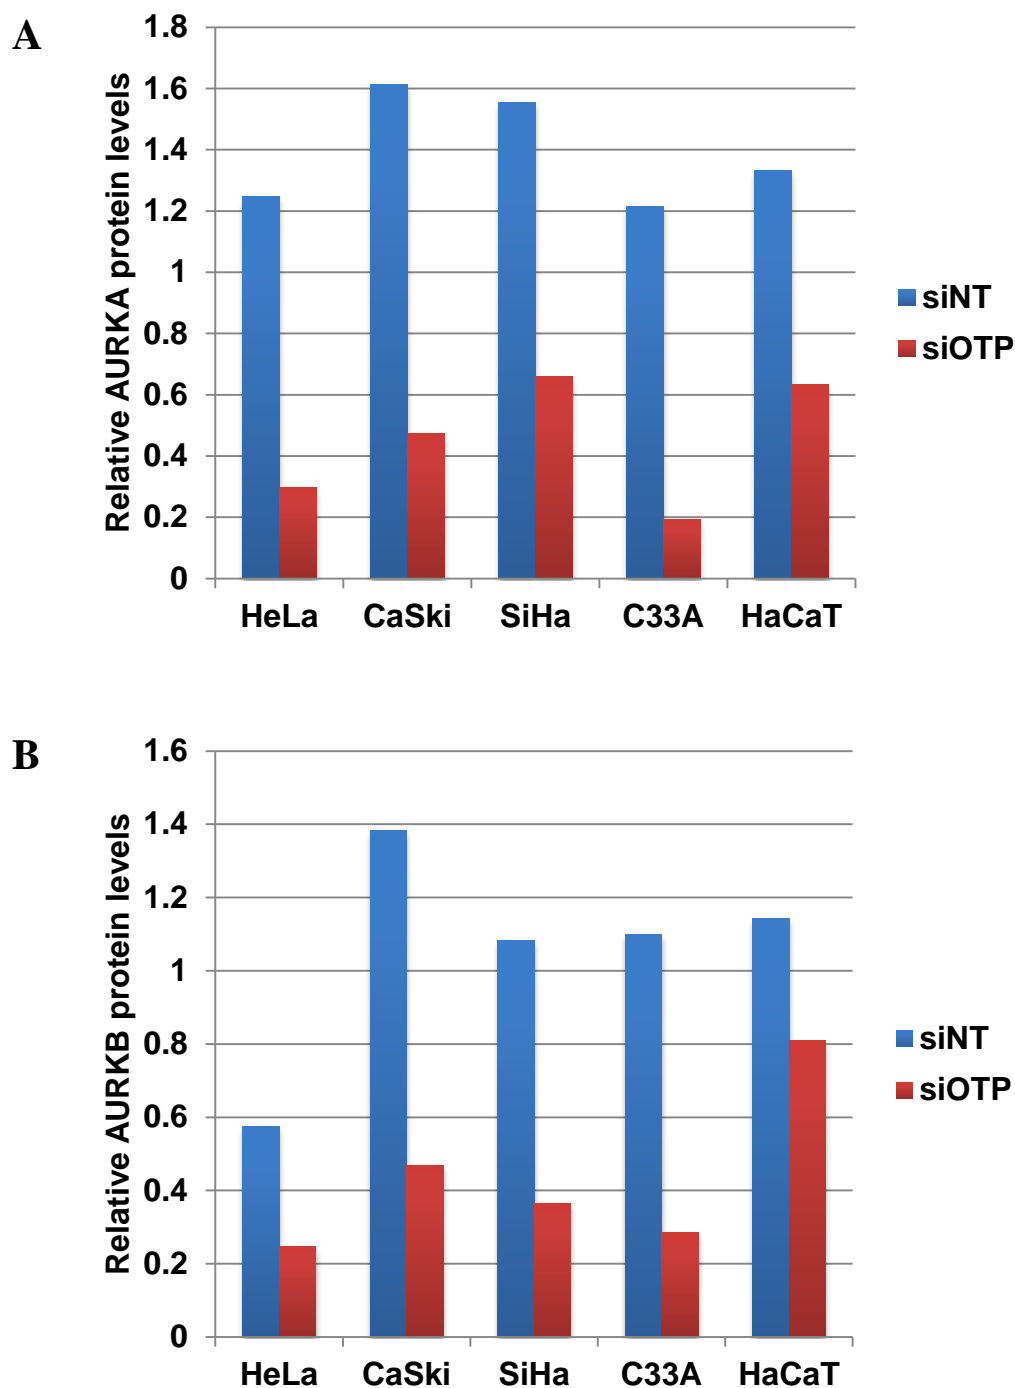 A
Relative AURKA protein levels
1.8
1.6
1.4
1.2
1
0.8
0.6
0.4
0.2
0
HeLa CaSki SiHa C33A HaCaT
siNT
siOTP
B
Relative AURKB protein levels
1.6
1.4
1.2
1
0.8
0.6
0.4
0.2
0
HeLa CaSki SiHa C33A HaCaT
siNT
siOTP